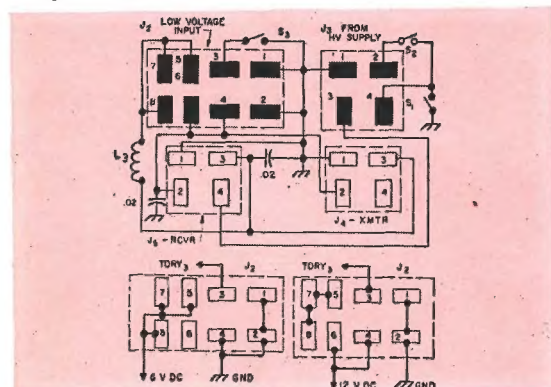 J2 LOW VOLTAGE INPUT S3 J3 FROM HV SUPPLY
S2
7 5 3 1 1 2
6
8 4 2 3 4
S1
L3
1 3 .02 1 3
2 4 2 4
.02
J5 - RCVR J4 - XMTR
TORY3 J2 TORY3 J2
7 5 3 1 7 5 3 1
8 6 4 2 8 6 4 2
6 V DC GND 12 V DC GND